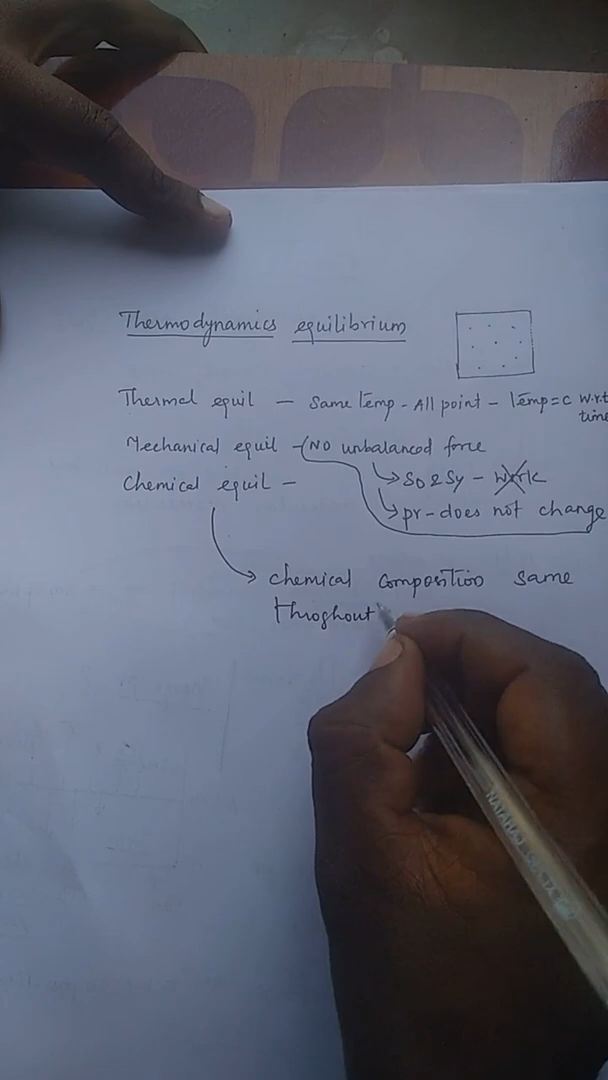 Thermodynamics equilibrium
Thermal equil - Same Temp - All point - Temp=c w.r.t time
Mechanical equil - (NO unbalanced force
→ So & Sy - work
→ pr - does not change
Chemical equil -
→ chemical composition same
throghout